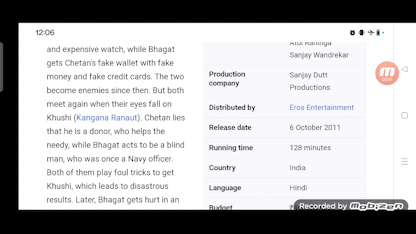 12:06
and expensive watch, while Bhagat
gets Chetan's fake wallet with fake
money and fake credit cards. The two
become enemies since then. But both
meet again when their eyes fall on
Khushi (Kangana Ranaut). Chetan lies
that he is a donor, who helps the
needy, while Bhagat acts to be a blind
man, who was once a Navy officer.
Both of them play foul tricks to get
Khushi, which leads to disastrous
results. Later, Bhagat gets hurt in an
Atul Raninga
Sanjay Wandrekar
Production company
Sanjay Dutt
Productions
Distributed by Eros Entertainment
Release date 6 October 2011
Running time 128 minutes
Country India
Language Hindi
Budget
Recorded by
Mobizen